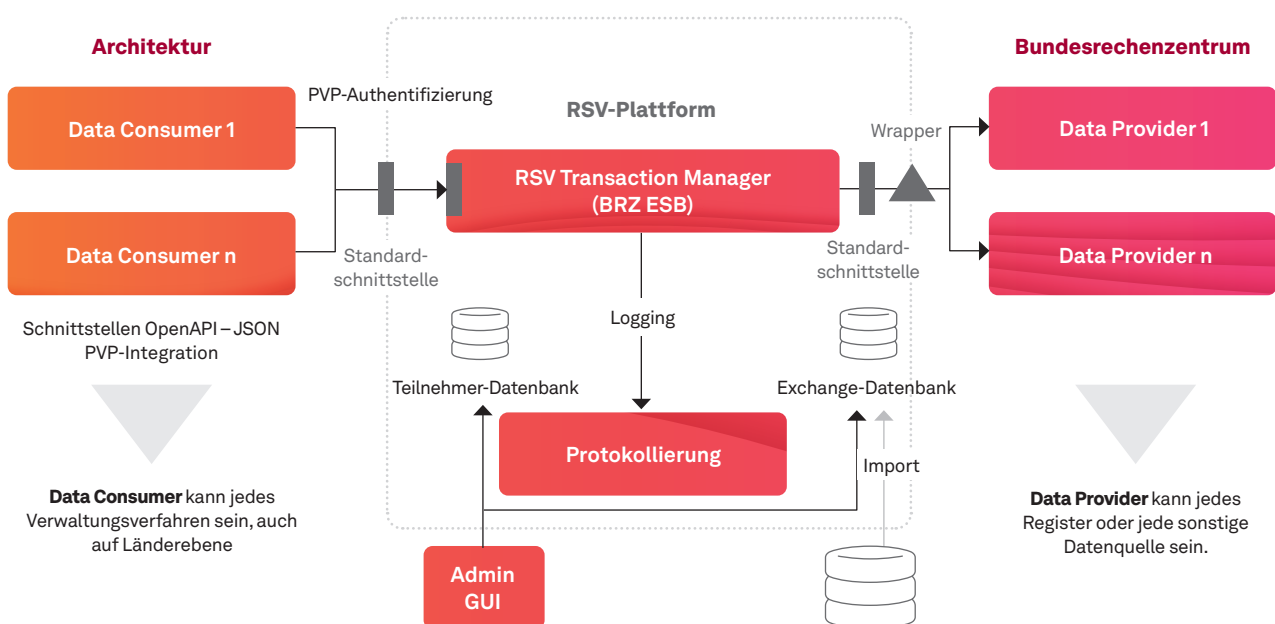 Architektur
Data Consumer 1
Data Consumer n
Schnittstellen OpenAPI – JSON
PVP-Integration
Data Consumer kann jedes
Verwaltungsverfahren sein, auch
auf Länderebene
PVP-Authentifizierung
Standard-
schnittstelle
RSV-Plattform
RSV Transaction Manager
(BRZ ESB)
Logging
Teilnehmer-Datenbank
Exchange-Datenbank
Protokollierung
Import
Admin
GUI
Wrapper
Standard-
schnittstelle
Bundesrechenzentrum
Data Provider 1
Data Provider n
Data Provider kann jedes
Register oder jede sonstige
Datenquelle sein.